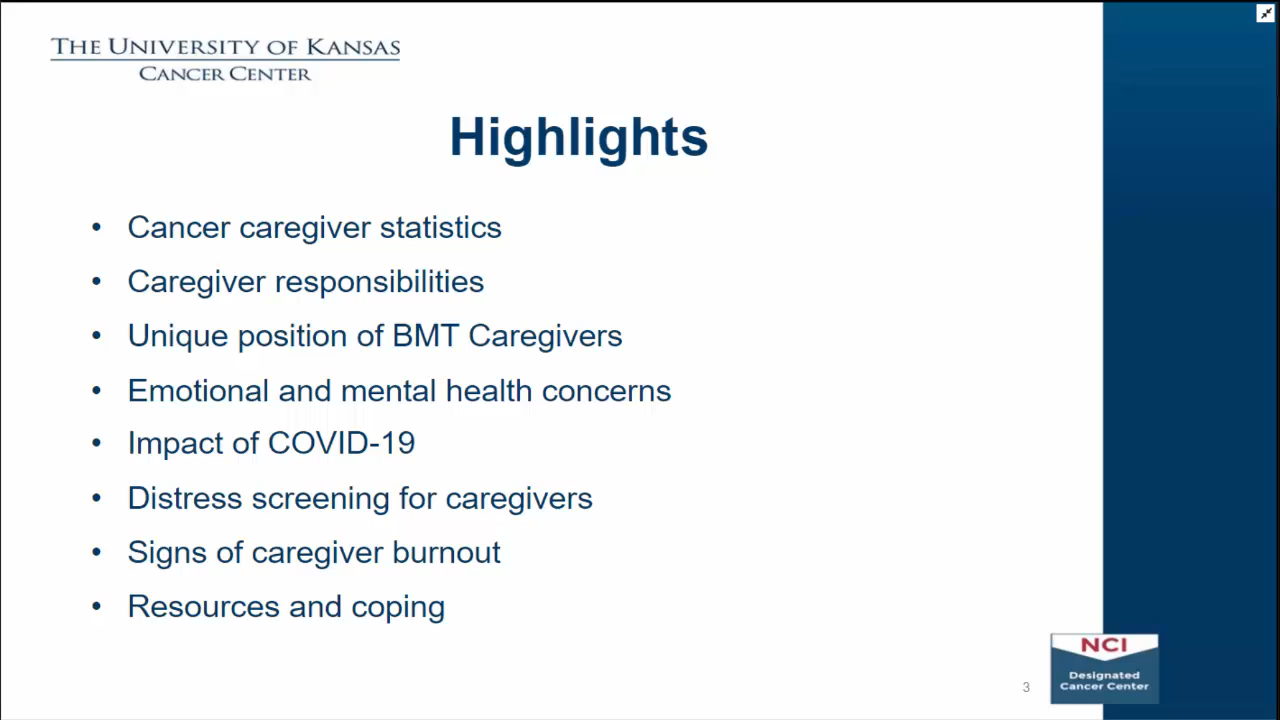 THE UNIVERSITY OF KANSAS
CANCER CENTER
Highlights
• Cancer caregiver statistics
• Caregiver responsibilities
• Unique position of BMT Caregivers
• Emotional and mental health concerns
• Impact of COVID-19
• Distress screening for caregivers
• Signs of caregiver burnout
• Resources and coping
3
NCI
Designated
Cancer Center